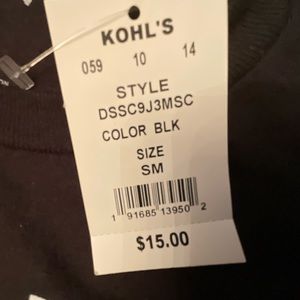 KOHL'S
059 10 14
STYLE
DSSC9J3MSC
COLOR BLK
SIZE
SM
1 91685 13950 2
$15.00